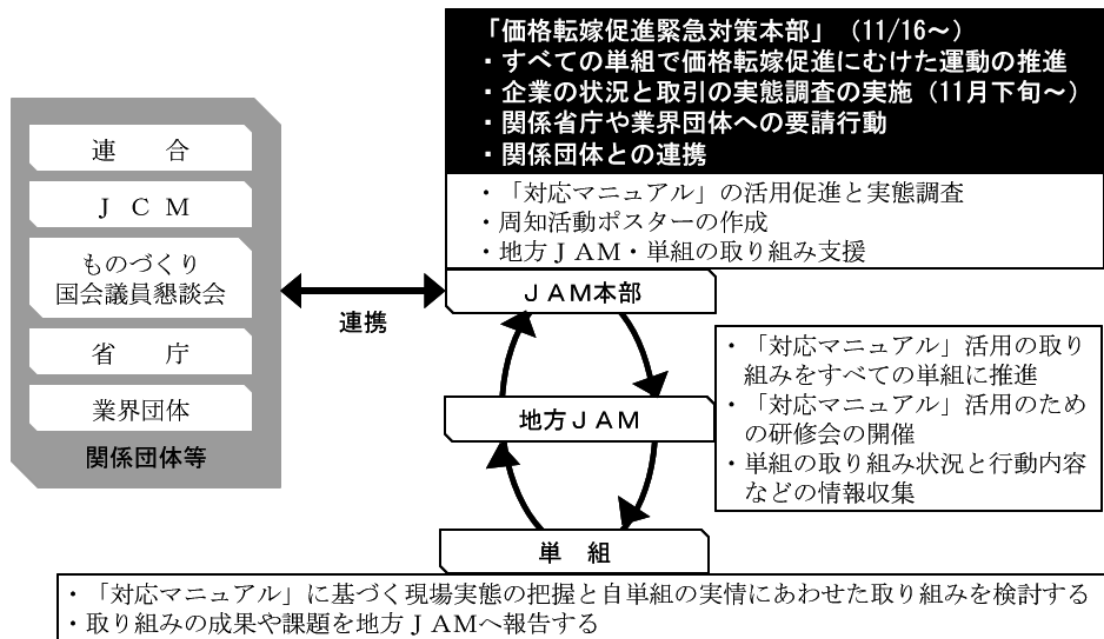 「価格転嫁促進緊急対策本部」（11/16～）
・すべての単組で価格転嫁促進にむけた運動の推進
・企業の状況と取引の実態調査の実施（11月下旬～）
・関係省庁や業界団体への要請行動
・関係団体との連携
・「対応マニュアル」の活用促進と実態調査
・周知活動ポスターの作成
・地方ＪＡＭ・単組の取り組み支援
ＪＡＭ本部
連　合
ＪＣＭ
ものづくり
国会議員懇談会
省　庁
業界団体
関係団体等
連携
・「対応マニュアル」活用の取り
組みをすべての単組に推進
・「対応マニュアル」活用のため
の研修会の開催
・単組の取り組み状況と行動内容
などの情報収集
地方ＪＡＭ
単　組
・「対応マニュアル」に基づく現場実態の把握と自単組の実情にあわせた取り組みを検討する
・取り組みの成果や課題を地方ＪＡＭへ報告する